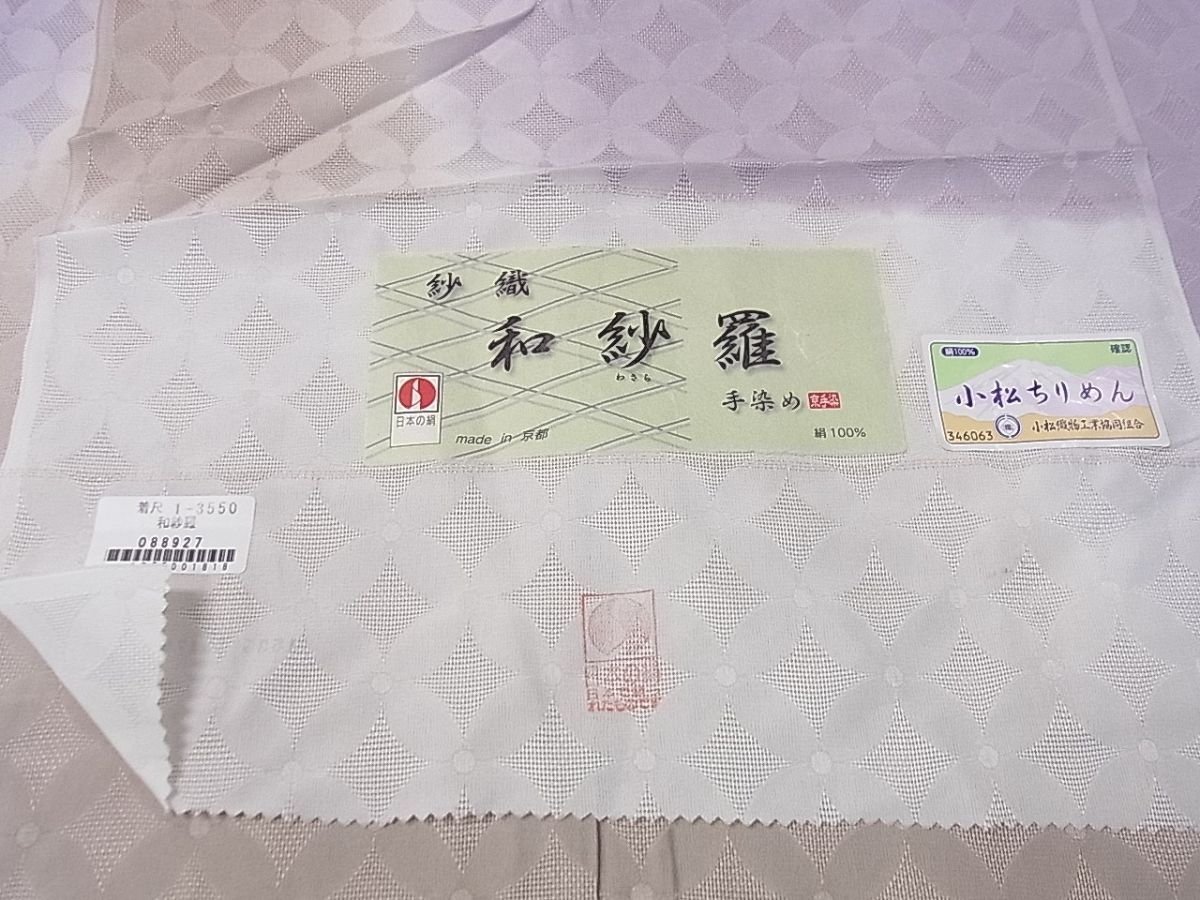 紗織
和紗羅
わさら
手染め 京手染
日本の絹
made in 京都
絹100%
絹100% 確認
小松ちりめん
346063 小松織物工業協同組合
着尺 1-3550
和紗羅
088927